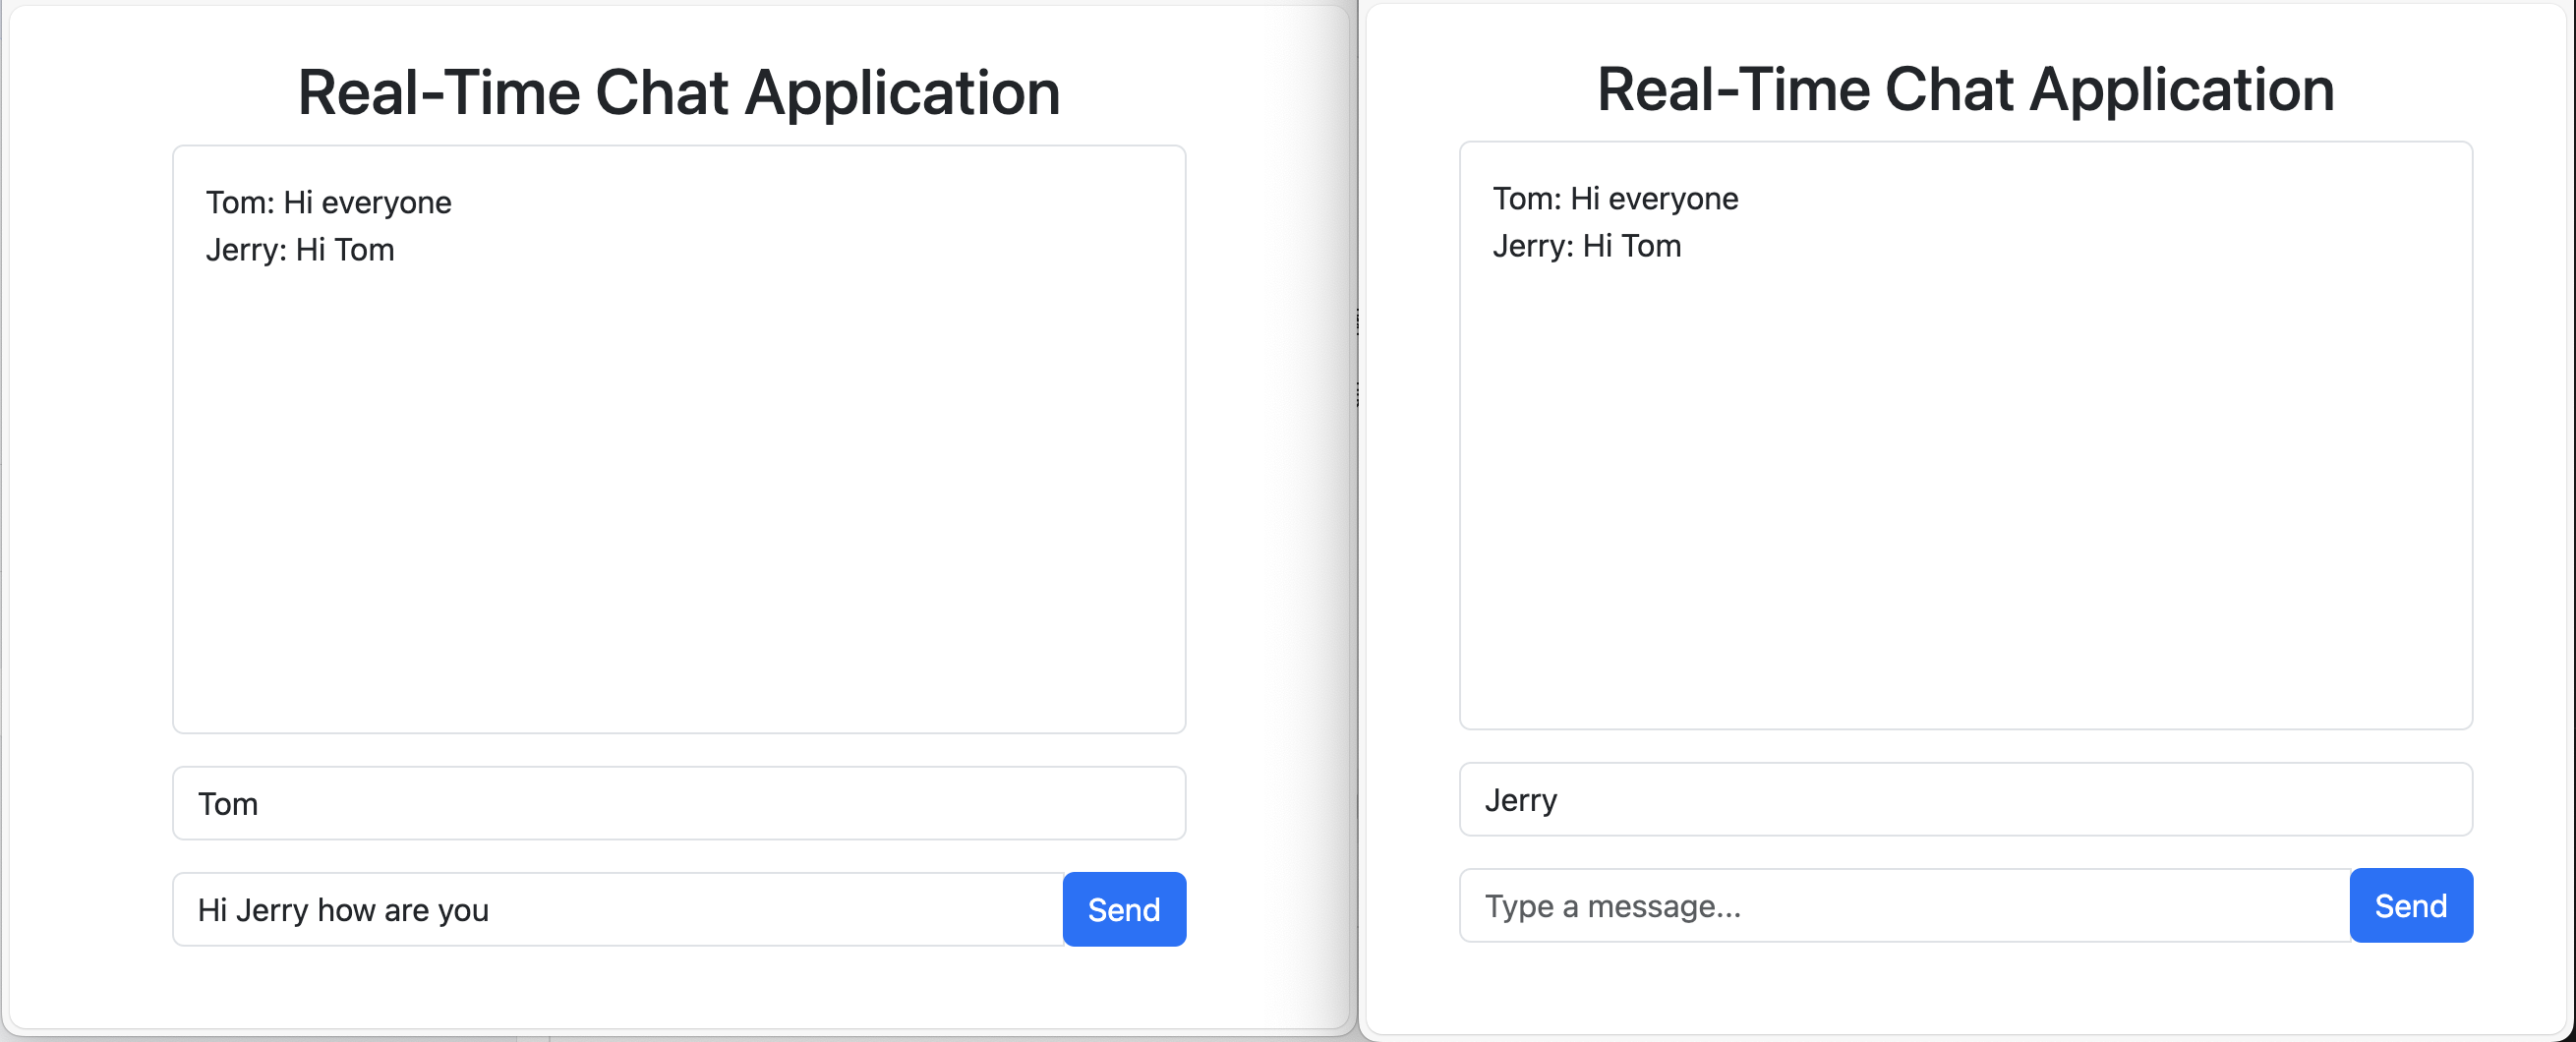 Real-Time Chat Application
Tom: Hi everyone
Jerry: Hi Tom
Tom
Hi Jerry how are you
Send
Real-Time Chat Application
Tom: Hi everyone
Jerry: Hi Tom
Jerry
Type a message...
Send